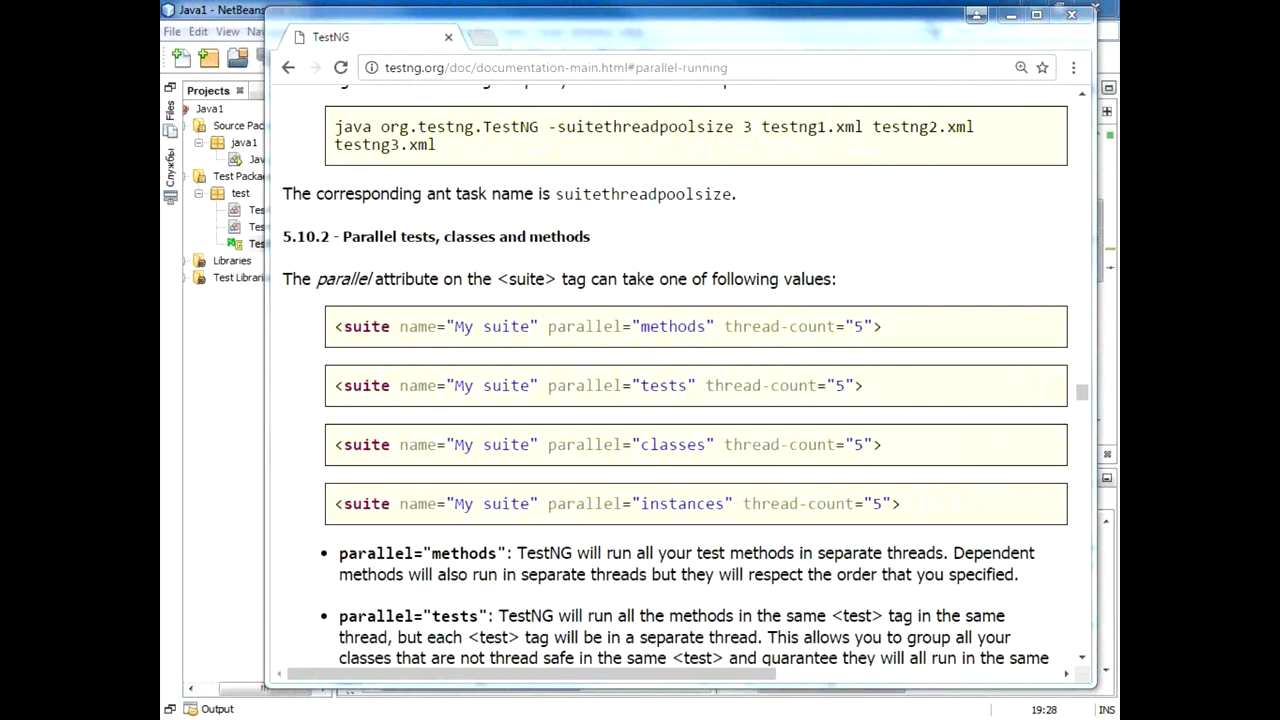 Java1 - NetBeans
File Edit View Nav
TestNG
testng.org/doc/documentation-main.html#parallel-running
Projects
Files
Службы
Java1
Source Pac
java1
Jav
Test Packa
test
Tes
Tes
Tes
Libraries
Test Librari
java org.testng.TestNG -suitethreadpoolsize 3 testng1.xml testng2.xml
testng3.xml
The corresponding ant task name is suitethreadpoolsize.
5.10.2 - Parallel tests, classes and methods
The parallel attribute on the <suite> tag can take one of following values:
<suite name="My suite" parallel="methods" thread-count="5">
<suite name="My suite" parallel="tests" thread-count="5">
<suite name="My suite" parallel="classes" thread-count="5">
<suite name="My suite" parallel="instances" thread-count="5">
• parallel="methods": TestNG will run all your test methods in separate threads. Dependent
methods will also run in separate threads but they will respect the order that you specified.
• parallel="tests": TestNG will run all the methods in the same <test> tag in the same
thread, but each <test> tag will be in a separate thread. This allows you to group all your
classes that are not thread safe in the same <test> and guarantee they will all run in the same
Output
19:28 INS